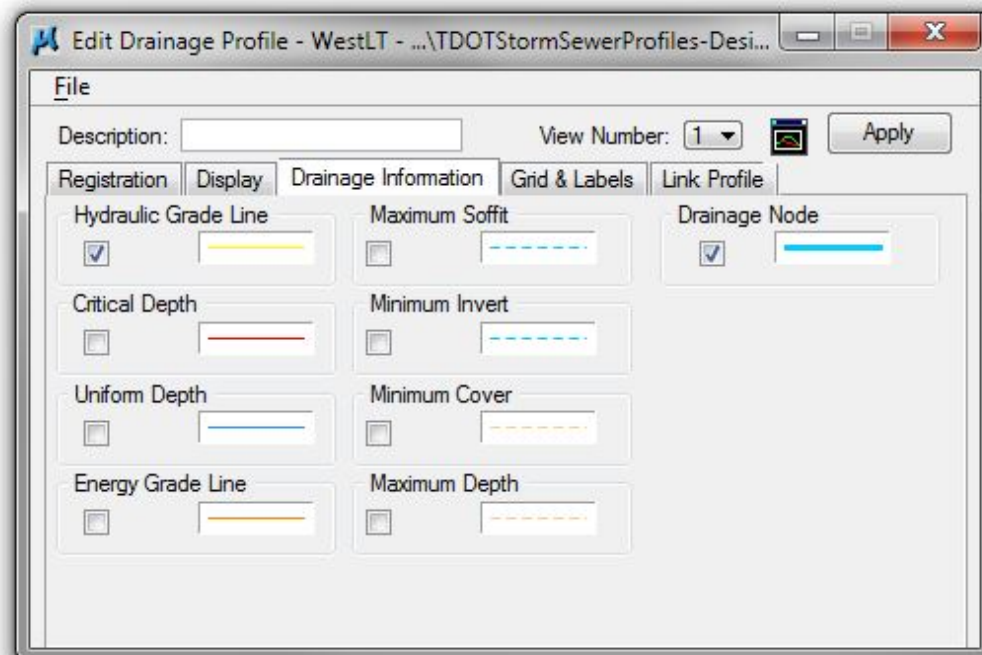 Edit Drainage Profile - WestLT - ...\TDOTStormSewerProfiles-Desi...
File
Description: View Number: 1 Apply
Registration Display Drainage Information Grid & Labels Link Profile
Hydraulic Grade Line Maximum Soffit Drainage Node
Critical Depth Minimum Invert
Uniform Depth Minimum Cover
Energy Grade Line Maximum Depth